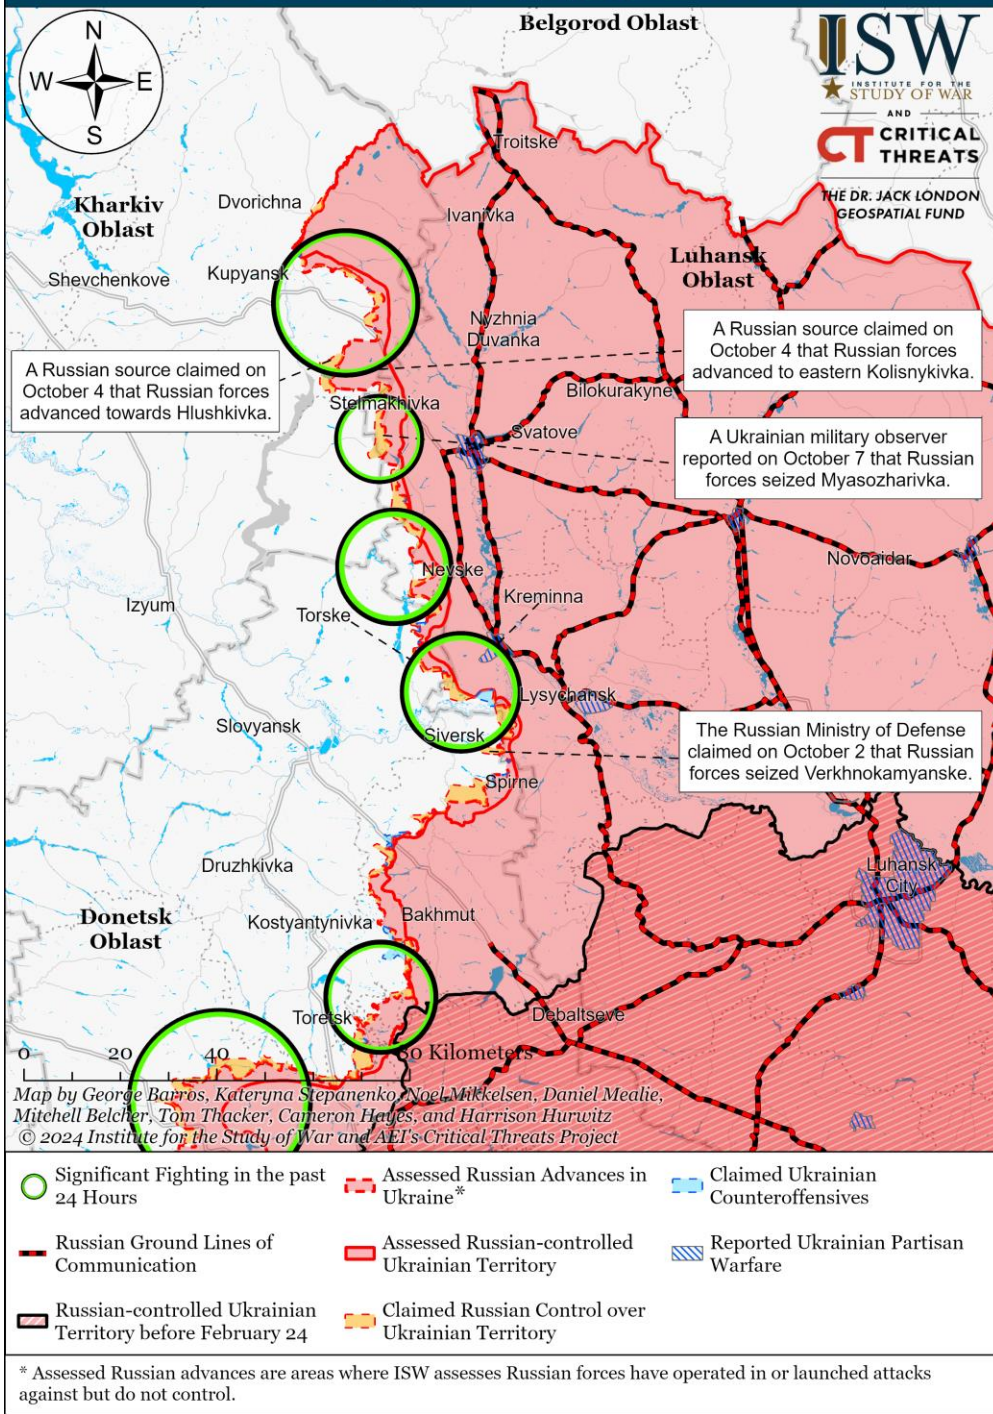 Belgorod Oblast
N
W
E
S
ISW
INSTITUTE FOR THE
STUDY OF WAR
AND
CT CRITICAL
THREATS
THE DR. JACK LONDON
GEOSPATIAL FUND
Troitske
Dvorichna
Kharkiv
Oblast
Ivanivka
Luhansk
Oblast
Shevchenkove
Kupyansk
Nyzhnia
Duvanka
A Russian source claimed on
October 4 that Russian forces
advanced to eastern Kolisnykivka.
A Russian source claimed on
October 4 that Russian forces
advanced towards Hlushkivka.
Bilokurakyne
Stelmakhivka
Svatove
A Ukrainian military observer
reported on October 7 that Russian
forces seized Myasozharivka.
Novoaidar
Nevske
Izyum
Torske
Kreminna
Lysychansk
Slovyansk
Siversk
The Russian Ministry of Defense
claimed on October 2 that Russian
forces seized Verkhnokamyanske.
Spirne
Druzhkivka
Luhansk
City
Donetsk
Oblast
Kostyantynivka
Bakhmut
Toretsk
Debaltseve
0 20 40 80 Kilometers
Map by George Barros, Kateryna Stepanenko, Noel Mikkelsen, Daniel Mealie,
Mitchell Belcher, Tom Thacker, Cameron Hayes, and Harrison Hurwitz
© 2024 Institute for the Study of War and AEI's Critical Threats Project
Significant Fighting in the past
24 Hours
Assessed Russian Advances in
Ukraine*
Claimed Ukrainian
Counteroffensives
Russian Ground Lines of
Communication
Assessed Russian-controlled
Ukrainian Territory
Reported Ukrainian Partisan
Warfare
Russian-controlled Ukrainian
Territory before February 24
Claimed Russian Control over
Ukrainian Territory
* Assessed Russian advances are areas where ISW assesses Russian forces have operated in or launched attacks
against but do not control.